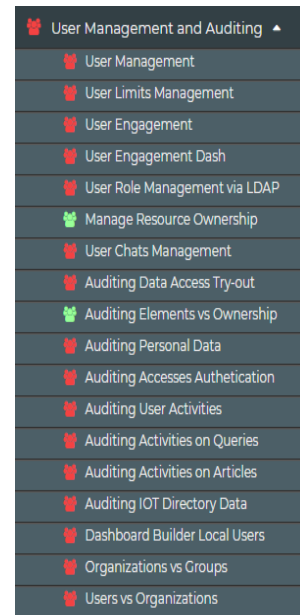 User Management and Auditing
User Management
User Limits Management
User Engagement
User Engagement Dash
User Role Management via LDAP
Manage Resource Ownership
User Chats Management
Auditing Data Access Try-out
Auditing Elements vs Ownership
Auditing Personal Data
Auditing Accesses Authetication
Auditing User Activities
Auditing Activities on Queries
Auditing Activities on Articles
Auditing IOT Directory Data
Dashboard Builder Local Users
Organizations vs Groups
Users vs Organizations